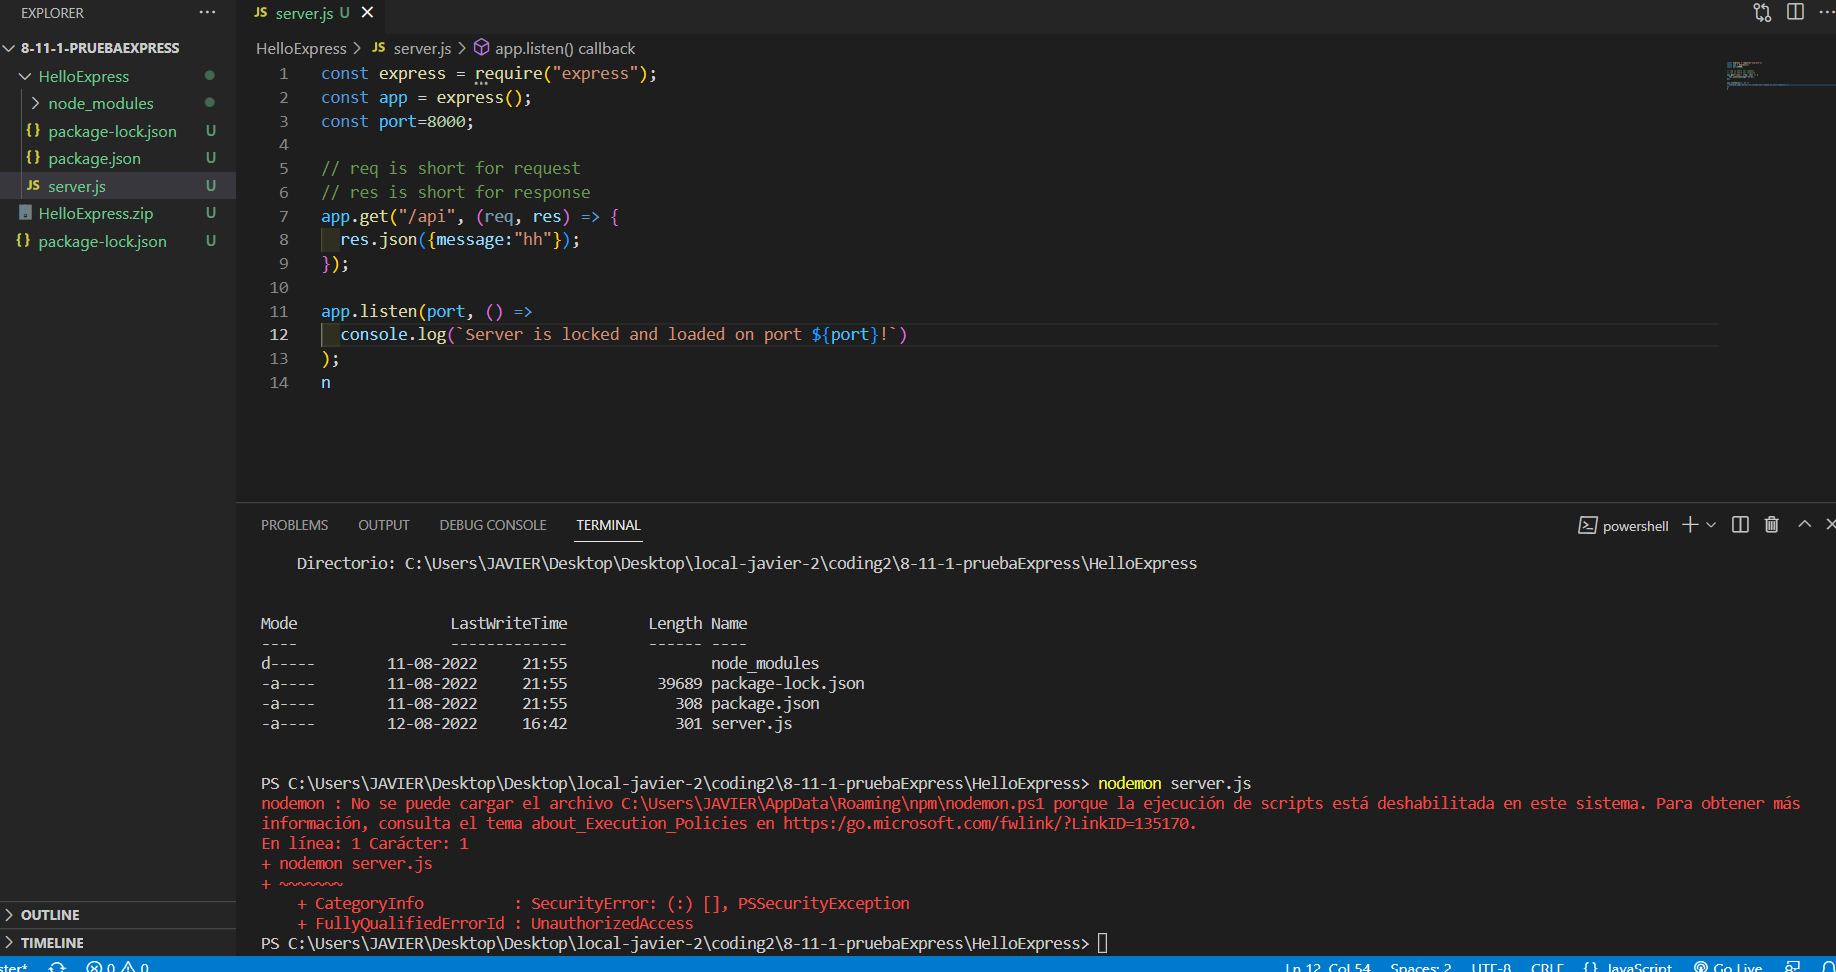 EXPLORER
···
JS server.js U
8-11-1-PRUEBAEXPRESS
HelloExpress
node_modules
{} package-lock.json U
{} package.json U
JS server.js U
HelloExpress.zip U
{} package-lock.json U
OUTLINE
TIMELINE
HelloExpress > JS server.js > app.listen() callback
1 const express = require("express");
2 const app = express();
3 const port=8000;
4
5 // req is short for request
6 // res is short for response
7 app.get("/api", (req, res) => {
8 res.json({message:"hh"});
9 });
10
11 app.listen(port, () =>
12 console.log(`Server is locked and loaded on port ${port}!`)
13 );
14 n
PROBLEMS OUTPUT DEBUG CONSOLE TERMINAL
powershell
Directorio: C:\Users\JAVIER\Desktop\Desktop\local-javier-2\coding2\8-11-1-pruebaExpress\HelloExpress
Mode LastWriteTime Length Name
---- ------------- ------ ----
d----- 11-08-2022 21:55 node_modules
-a---- 11-08-2022 21:55 39689 package-lock.json
-a---- 11-08-2022 21:55 308 package.json
-a---- 12-08-2022 16:42 301 server.js
PS C:\Users\JAVIER\Desktop\Desktop\local-javier-2\coding2\8-11-1-pruebaExpress\HelloExpress> nodemon server.js
nodemon : No se puede cargar el archivo C:\Users\JAVIER\AppData\Roaming\npm\nodemon.ps1 porque la ejecución de scripts está deshabilitada en este sistema. Para obtener más
información, consulta el tema about_Execution_Policies en https:/go.microsoft.com/fwlink/?LinkID=135170.
En línea: 1 Carácter: 1
+ nodemon server.js
+ ~~~~~~~
+ CategoryInfo : SecurityError: (:) [], PSSecurityException
+ FullyQualifiedErrorId : UnauthorizedAccess
PS C:\Users\JAVIER\Desktop\Desktop\local-javier-2\coding2\8-11-1-pruebaExpress\HelloExpress>
ster* 0 0 Ln 12, Col 54 Spaces: 2 UTF-8 CRLF {} JavaScript Go Live